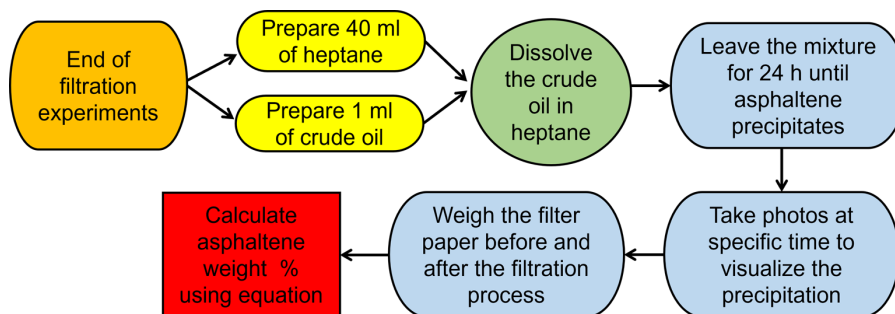 End of
filtration
experiments
Prepare 40 ml
of heptane
Prepare 1 ml
of crude oil
Dissolve
the crude
oil in
heptane
Leave the mixture
for 24 h until
asphaltene
precipitates
Take photos at
specific time to
visualize the
precipitation
Weigh the filter
paper before and
after the filtration
process
Calculate
asphaltene
weight  %
using equation